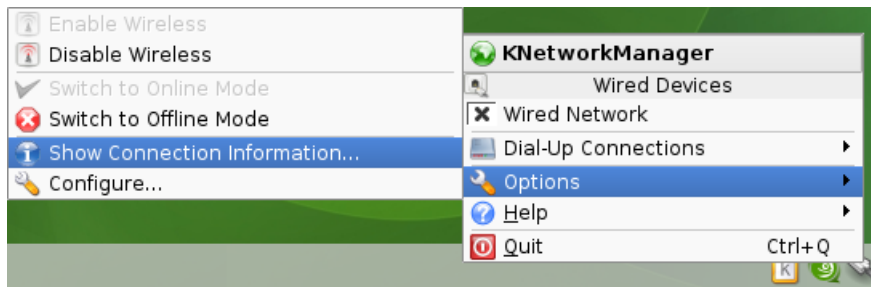 Enable Wireless
Disable Wireless
Switch to Online Mode
Switch to Offline Mode
Show Connection Information...
Configure...
KNetworkManager
Wired Devices
Wired Network
Dial-Up Connections
Options
Help
Quit Ctrl+Q
K 9